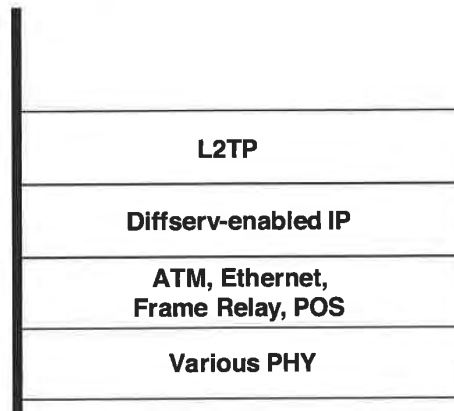 L2TP
Diffserv-enabled IP
ATM, Ethernet,
Frame Relay, POS
Various PHY